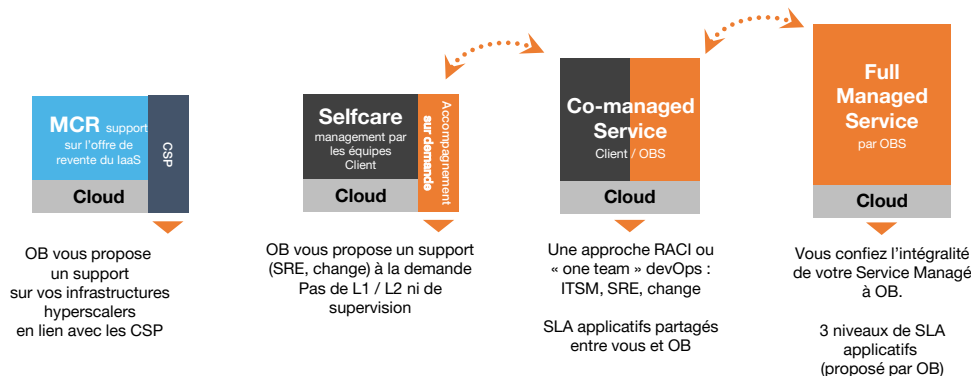 MCR support
sur l'offre de
revente du IaaS
CSP
Cloud
OB vous propose
un support
sur vos infrastructures
hyperscalers
en lien avec les CSP
Selfcare
management par
les équipes
Client
Accompagnement
sur demande
Cloud
OB vous propose un support
(SRE, change) à la demande
Pas de L1 / L2 ni de
supervision
Co-managed
Service
Client / OBS
Cloud
Une approche RACI ou
« one team » devOps :
ITSM, SRE, change
SLA applicatifs partagés
entre vous et OB
Full
Managed
Service
par OBS
Cloud
Vous confiez l'intégralité
de votre Service Managé
à OB.
3 niveaux de SLA
applicatifs
(proposé par OB)